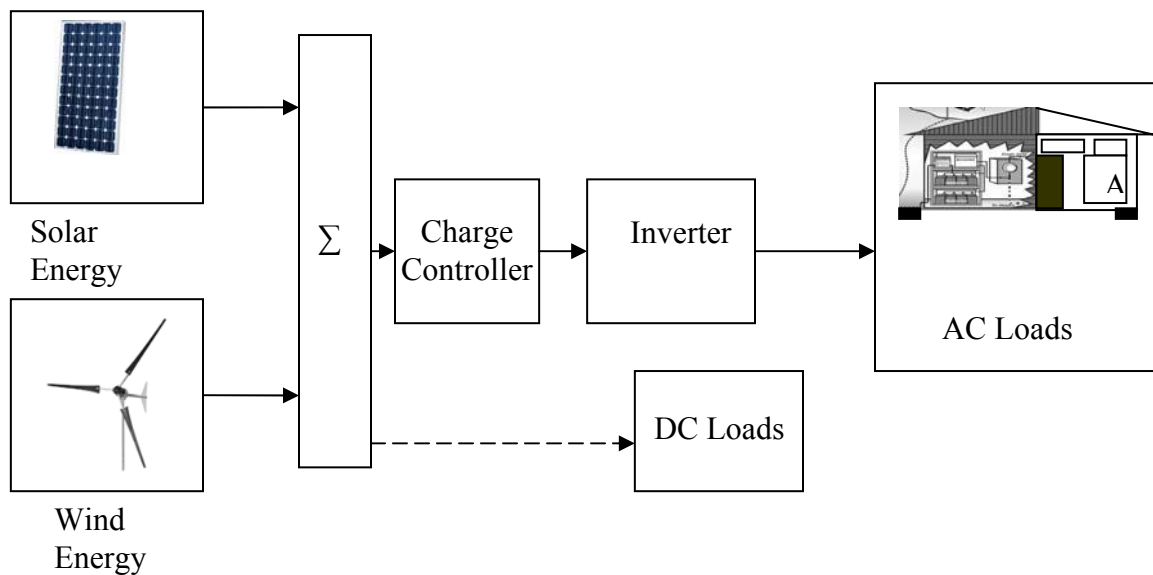 Solar
Energy
Σ
Charge
Controller
Inverter
A
AC Loads
DC Loads
Wind
Energy